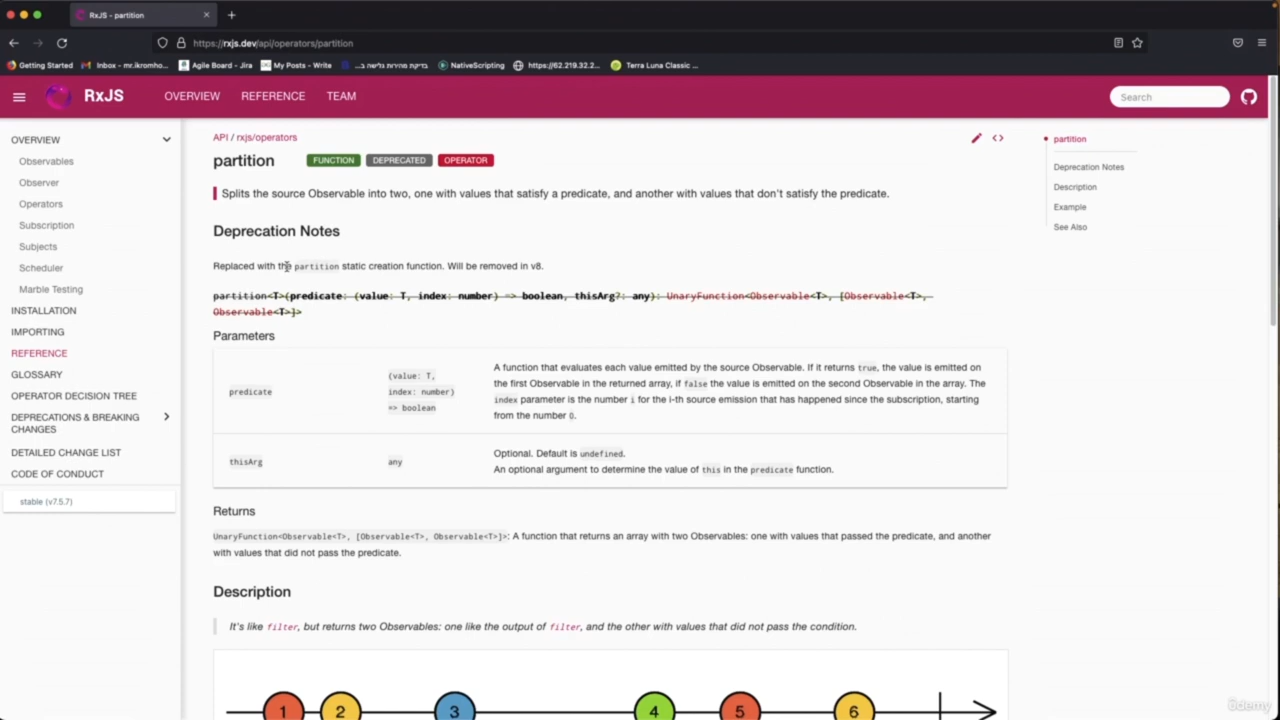 RxJS - partition
https://rxjs.dev/api/operators/partition
Getting Started
Inbox - mr.ikromho...
Agile Board - Jira
My Posts - Write
בדיקת מהירות גלישה ב...
NativeScripting
https://62.219.32.2...
Terra Luna Classic ...
RxJS
OVERVIEW
REFERENCE
TEAM
Search
OVERVIEW
Observables
Observer
Operators
Subscription
Subjects
Scheduler
Marble Testing
INSTALLATION
IMPORTING
REFERENCE
GLOSSARY
OPERATOR DECISION TREE
DEPRECATIONS & BREAKING
CHANGES
DETAILED CHANGE LIST
CODE OF CONDUCT
stable (v7.5.7)
API / rxjs/operators
partition FUNCTION DEPRECATED OPERATOR
Splits the source Observable into two, one with values that satisfy a predicate, and another with values that don't satisfy the predicate.
Deprecation Notes
Replaced with the partition static creation function. Will be removed in v8.
partition<T>(predicate: (value: T, index: number) => boolean, thisArg?: any): UnaryFunction<Observable<T>, [Observable<T>,
Observable<T>]>
Parameters
predicate
(value: T,
index: number)
=> boolean
A function that evaluates each value emitted by the source Observable. If it returns true, the value is emitted on
the first Observable in the returned array, if false the value is emitted on the second Observable in the array. The
index parameter is the number i for the i-th source emission that has happened since the subscription, starting
from the number 0.
thisArg
any
Optional. Default is undefined.
An optional argument to determine the value of this in the predicate function.
Returns
UnaryFunction<Observable<T>, [Observable<T>, Observable<T>]>: A function that returns an array with two Observables: one with values that passed the predicate, and another
with values that did not pass the predicate.
Description
It's like filter, but returns two Observables: one like the output of filter, and the other with values that did not pass the condition.
1 2 3 4 5 6
partition
Deprecation Notes
Description
Example
See Also
ûdemy